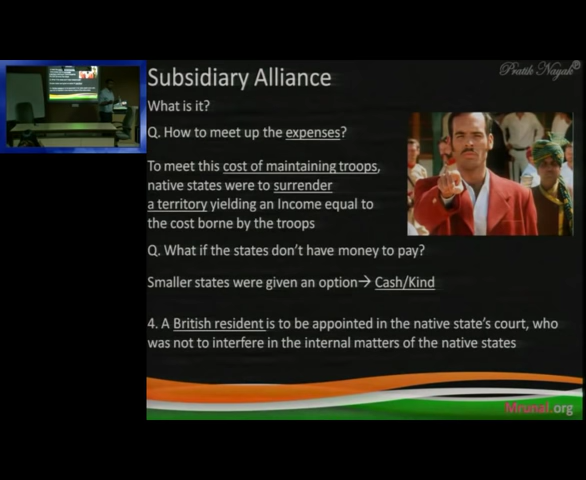 Pratik Nayak
Subsidiary Alliance
What is it?
Q. How to meet up the expenses?
To meet this cost of maintaining troops,
native states were to surrender
a territory yielding an Income equal to
the cost borne by the troops
Q. What if the states don't have money to pay?
Smaller states were given an option→ Cash/Kind
4. A British resident is to be appointed in the native state's court, who
was not to interfere in the internal matters of the native states
Mrunal.org